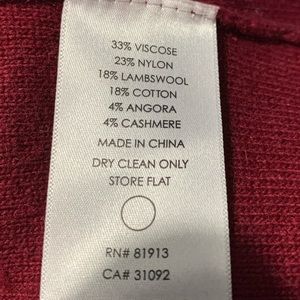 33% VISCOSE
23% NYLON
18% LAMBSWOOL
18% COTTON
4% ANGORA
4% CASHMERE
MADE IN CHINA
DRY CLEAN ONLY
STORE FLAT
RN# 81913
CA# 31092